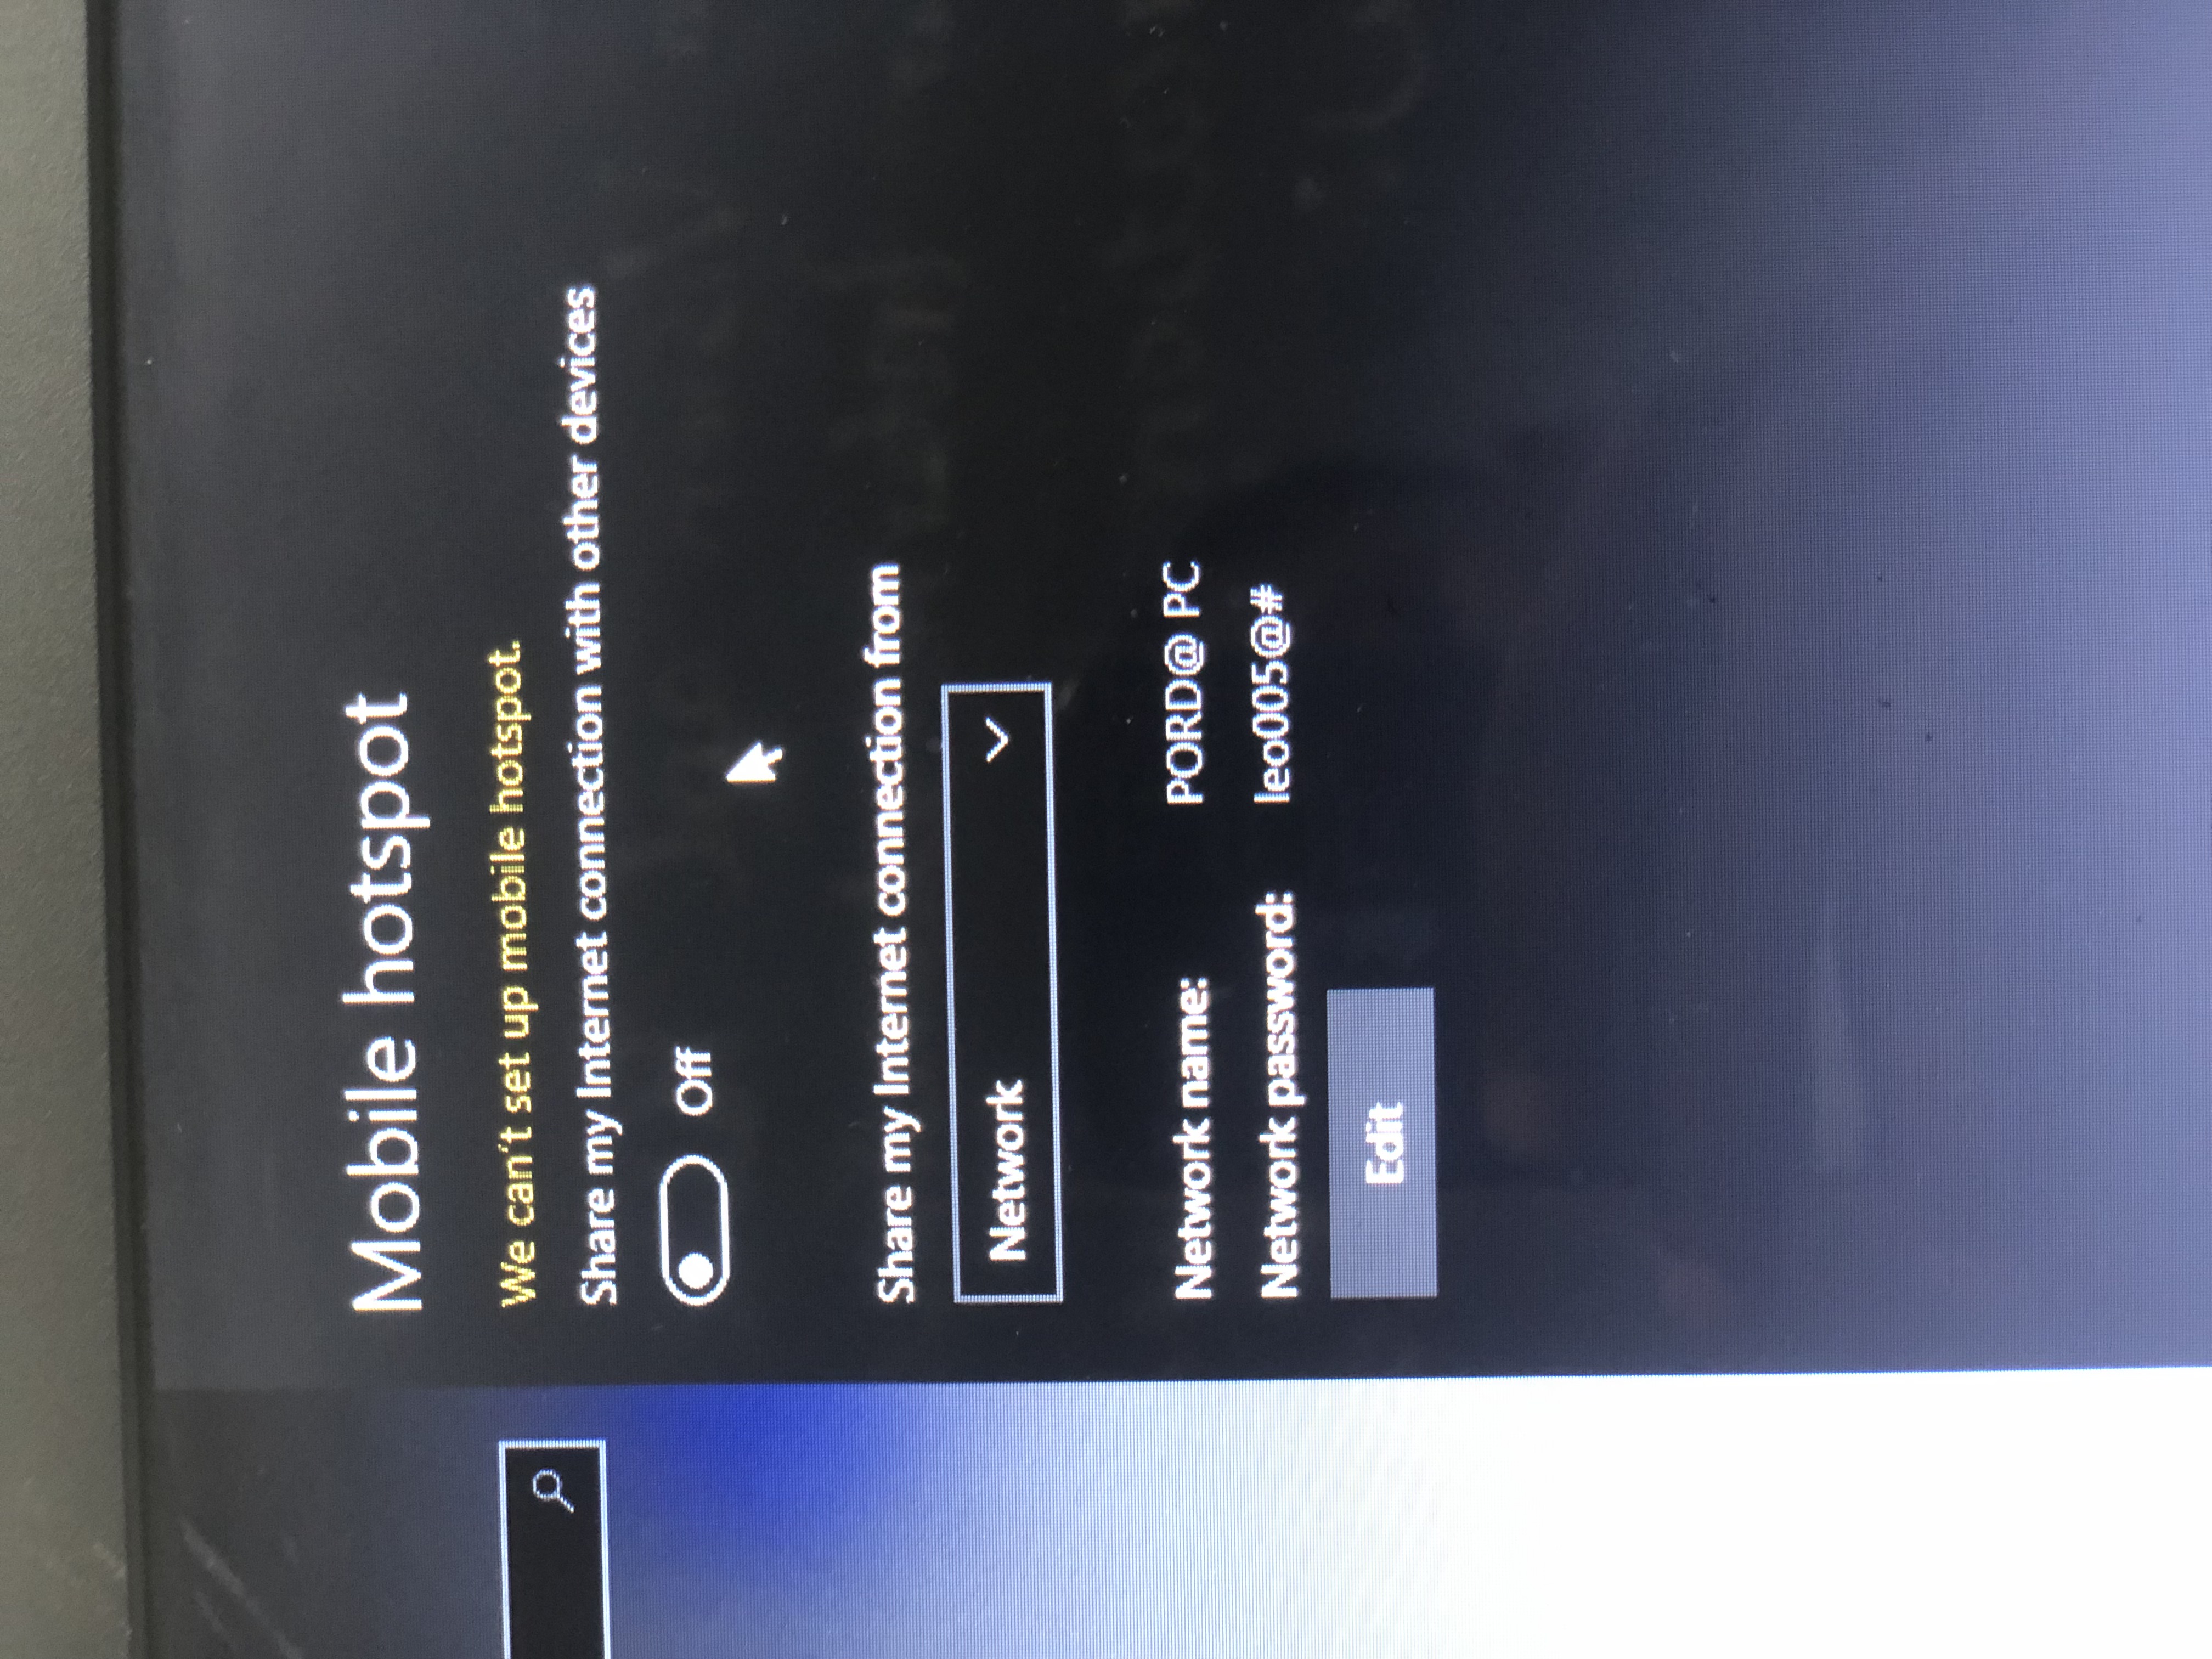 Mobile hotspot
We can't set up mobile hotspot.
Share my Internet connection with other devices
Off
Share my Internet connection from
Network
Network name: PORD@ PC
Network password: leo005@#
Edit